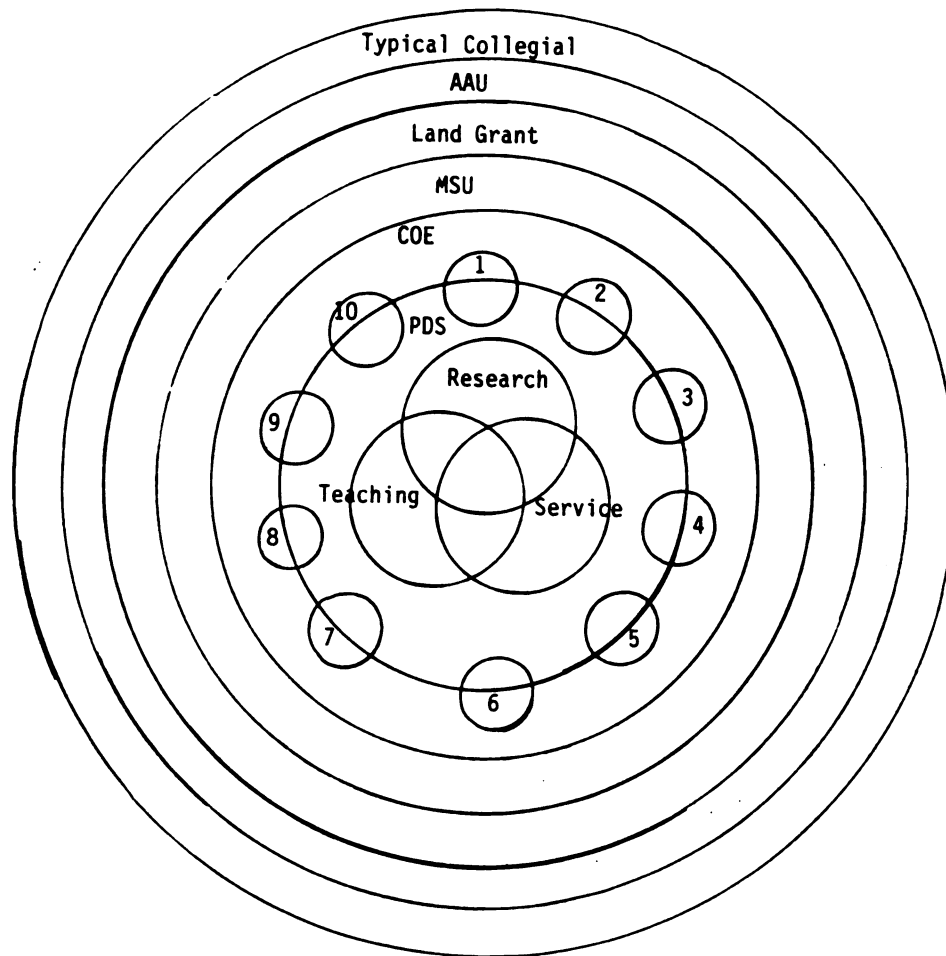 Typical Collegial
AAU
Land Grant
MSU
COE
1
2
10
PDS
Research
3
9
Teaching
Service
4
8
7
5
6